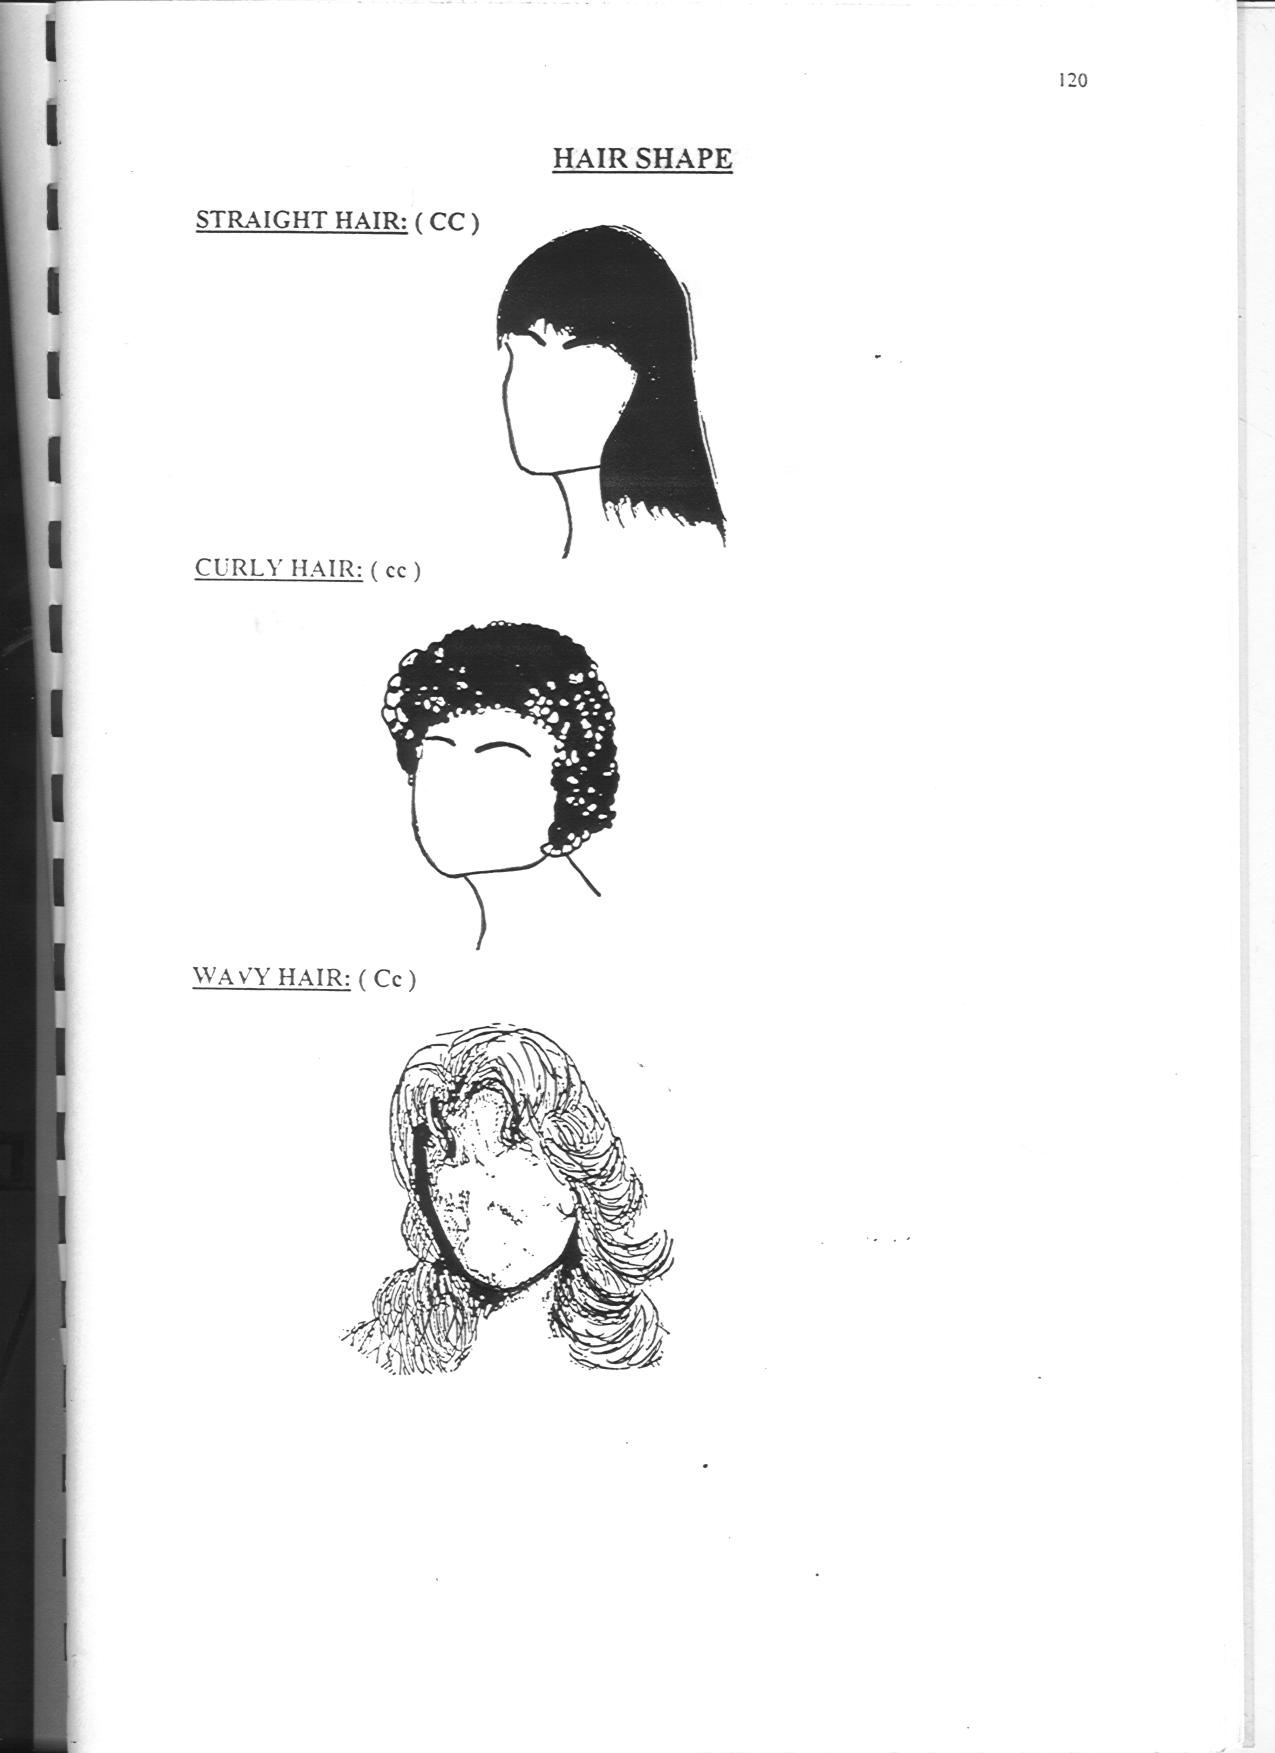 120
HAIR SHAPE
STRAIGHT HAIR: ( CC )
CURLY HAIR: ( cc )
WAVY HAIR: ( Cc )